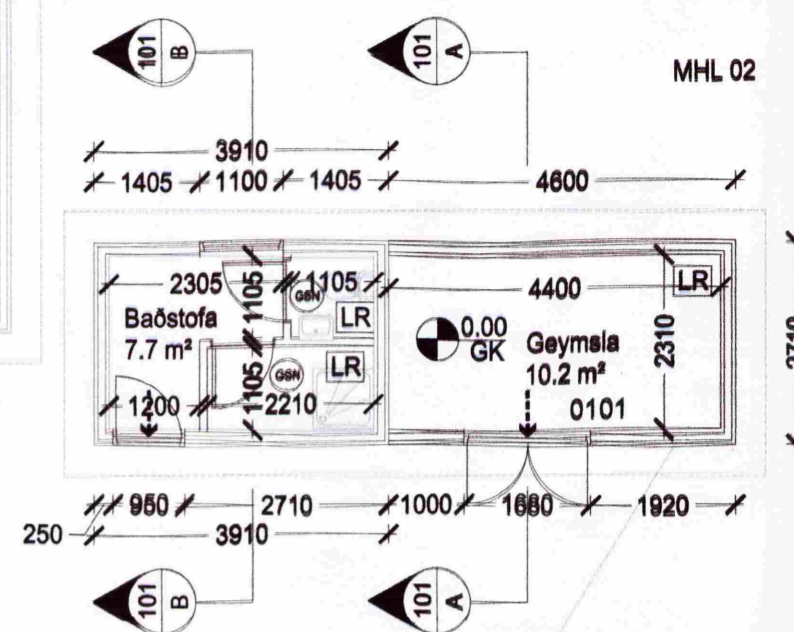 101 B
101 A
MHL 02
3910
1405 1100 1405 4600
2305 1105 4400 LR
1105
GSN
Baðstofa
7.7 m²
LR
0.00
GK
Geymsla
10.2 m²
2310
2710
GSN
LR
1105
1200 2210
0101
950 2710 1000 1680 1920
250 3910
101 B
101 A